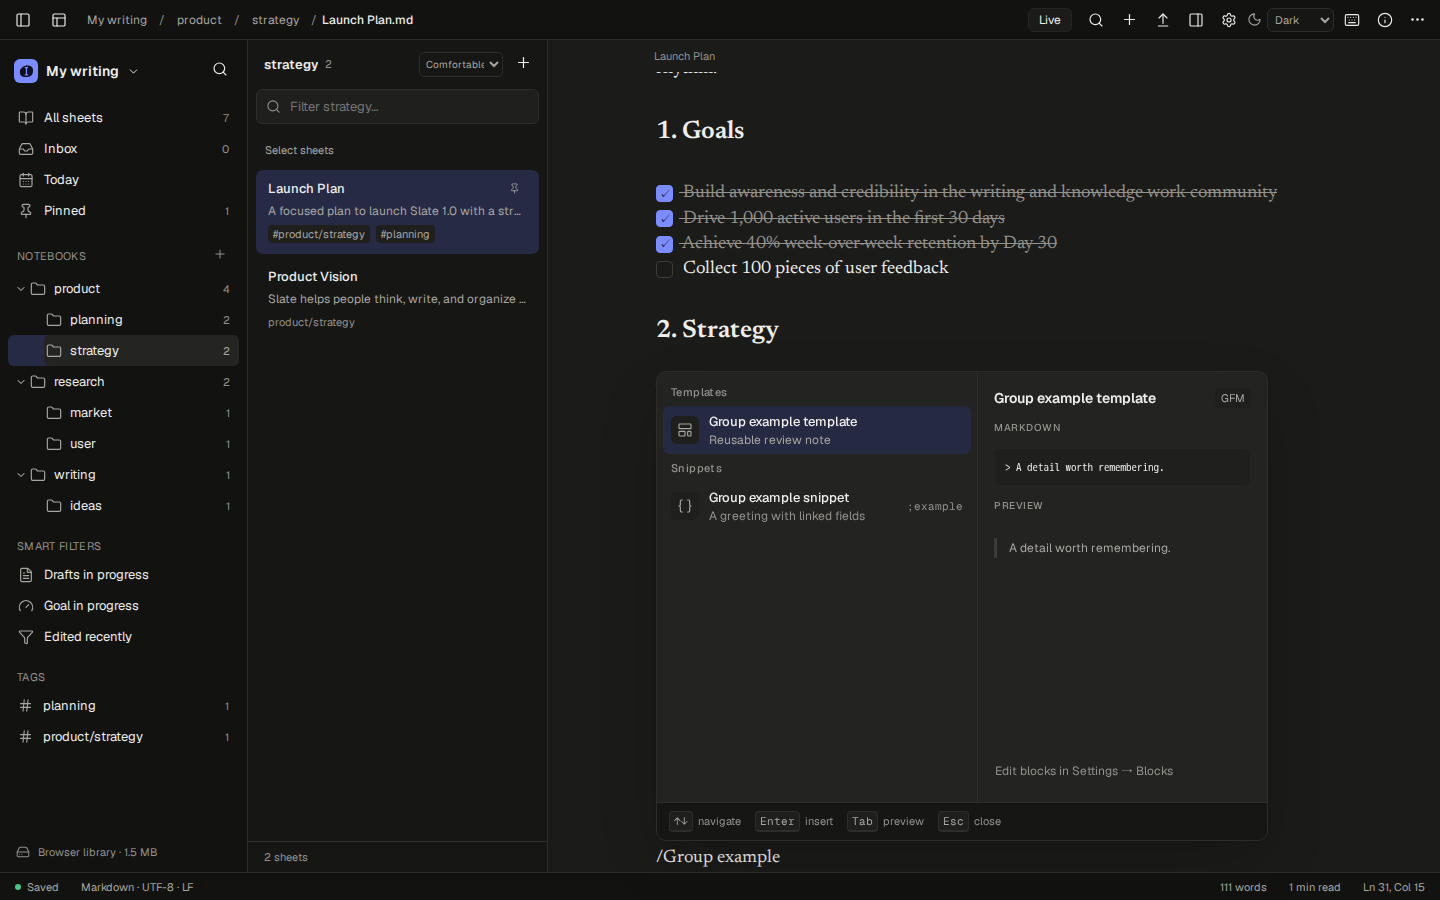 My writing / product / strategy / Launch Plan.md
Live
Dark
My writing
All sheets 7
Inbox 0
Today
Pinned 1
NOTEBOOKS
product 4
planning 2
strategy 2
research 2
market 1
user 1
writing 1
ideas 1
SMART FILTERS
Drafts in progress
Goal in progress
Edited recently
TAGS
# planning 1
# product/strategy 1
Browser library · 1.5 MB
strategy 2
Comfortable
Filter strategy...
Select sheets
Launch Plan
A focused plan to launch Slate 1.0 with a str...
#product/strategy #planning
Product Vision
Slate helps people think, write, and organize ...
product/strategy
2 sheets
Launch Plan
1. Goals
Build awareness and credibility in the writing and knowledge work community
Drive 1,000 active users in the first 30 days
Achieve 40% week-over-week retention by Day 30
Collect 100 pieces of user feedback
2. Strategy
Templates
Group example template
Reusable review note
Snippets
{} Group example snippet
A greeting with linked fields
;example
Group example template GFM
MARKDOWN
> A detail worth remembering.
PREVIEW
A detail worth remembering.
Edit blocks in Settings → Blocks
↑↓ navigate Enter insert Tab preview Esc close
/Group example
Saved Markdown · UTF-8 · LF
111 words 1 min read Ln 31, Col 15